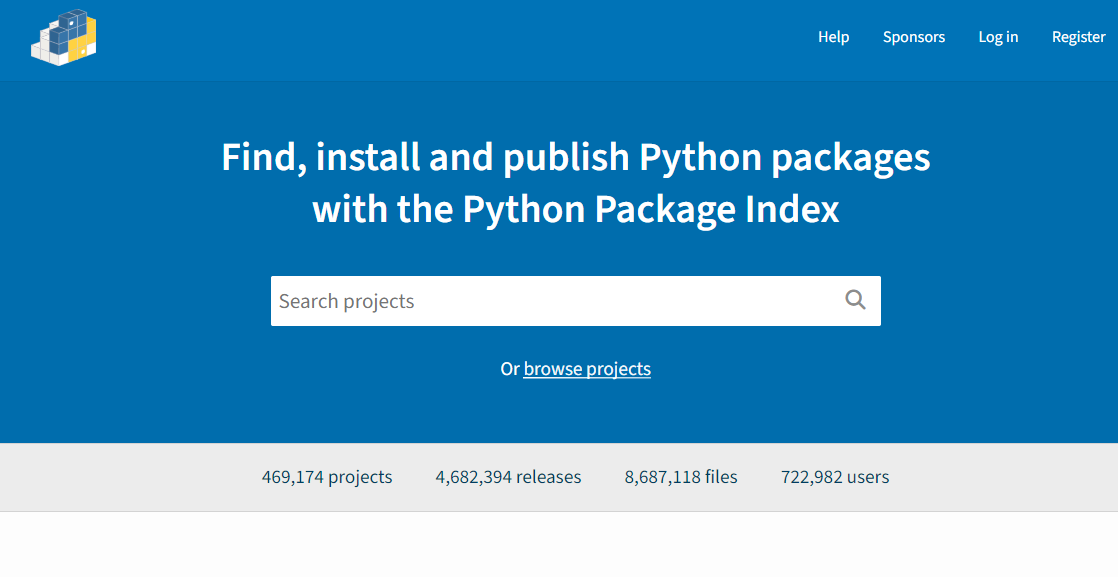 Help Sponsors Log in Register
Find, install and publish Python packages
with the Python Package Index
Search projects
Or browse projects
469,174 projects 4,682,394 releases 8,687,118 files 722,982 users